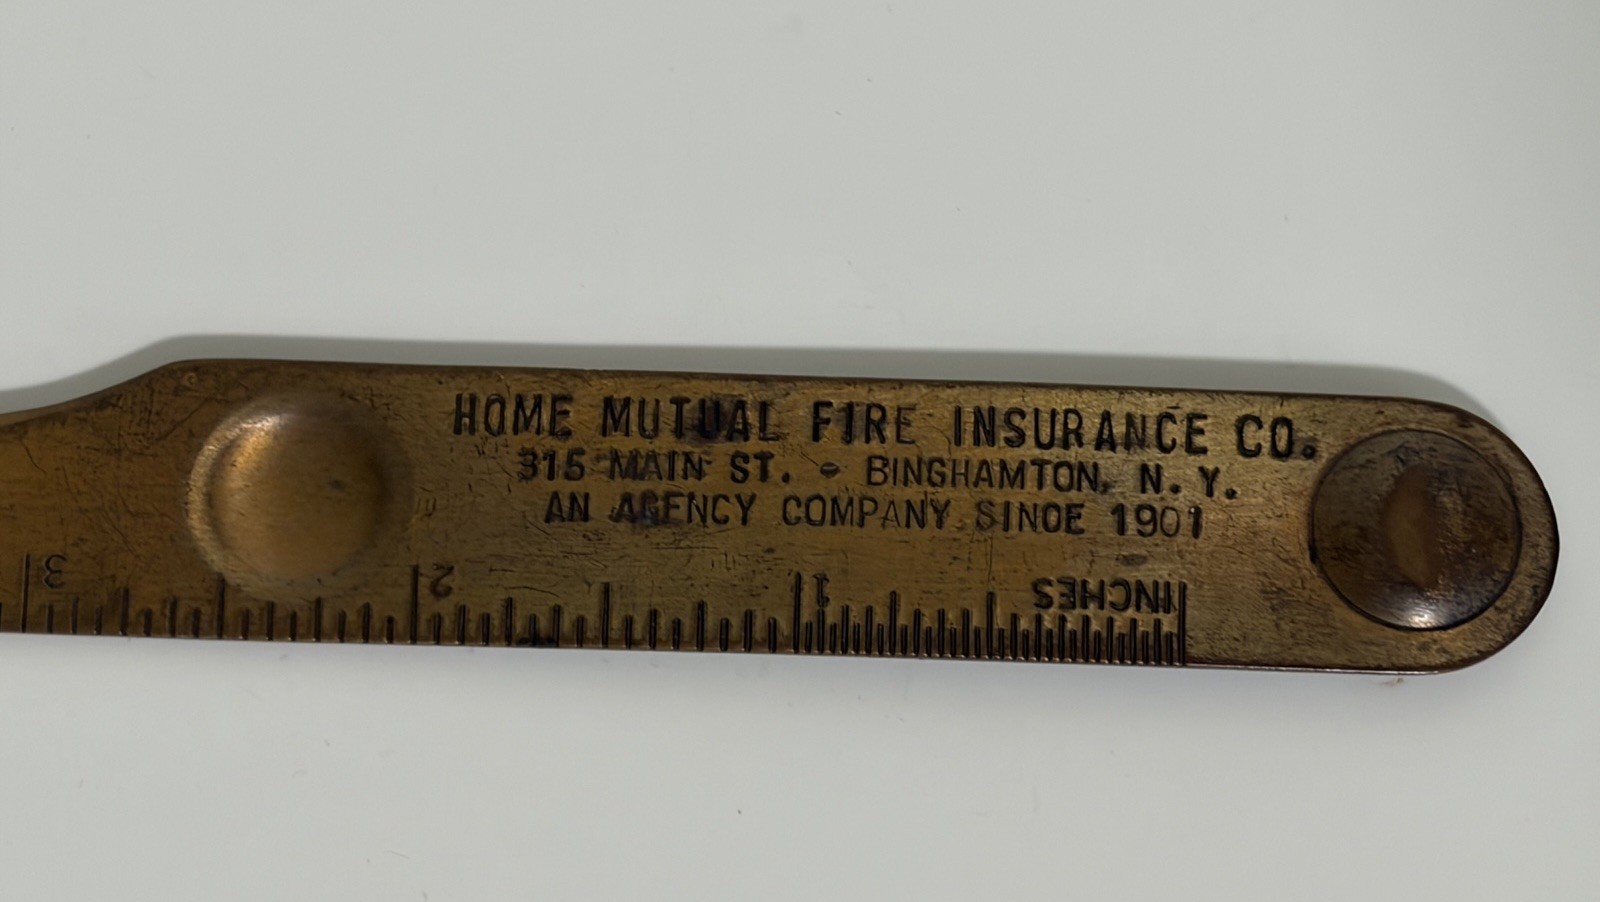 HOME MUTUAL FIRE INSURANCE CO.
315 MAIN ST. • BINGHAMTON, N. Y.
AN AGENCY COMPANY SINCE 1901
3 2 1 INCHES